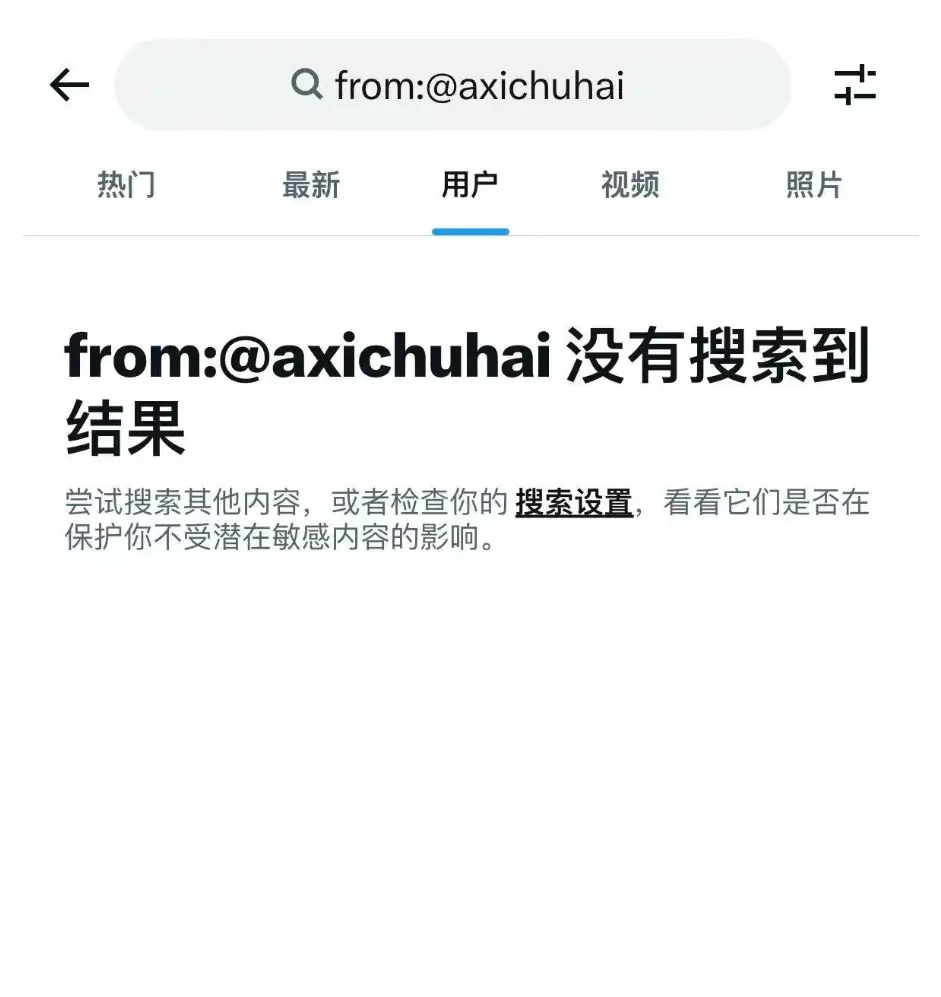 from:@axichuhai
热门 最新 用户 视频 照片
from:@axichuhai 没有搜索到
结果
尝试搜索其他内容，或者检查你的 搜索设置，看看它们是否在
保护你不受潜在敏感内容的影响。